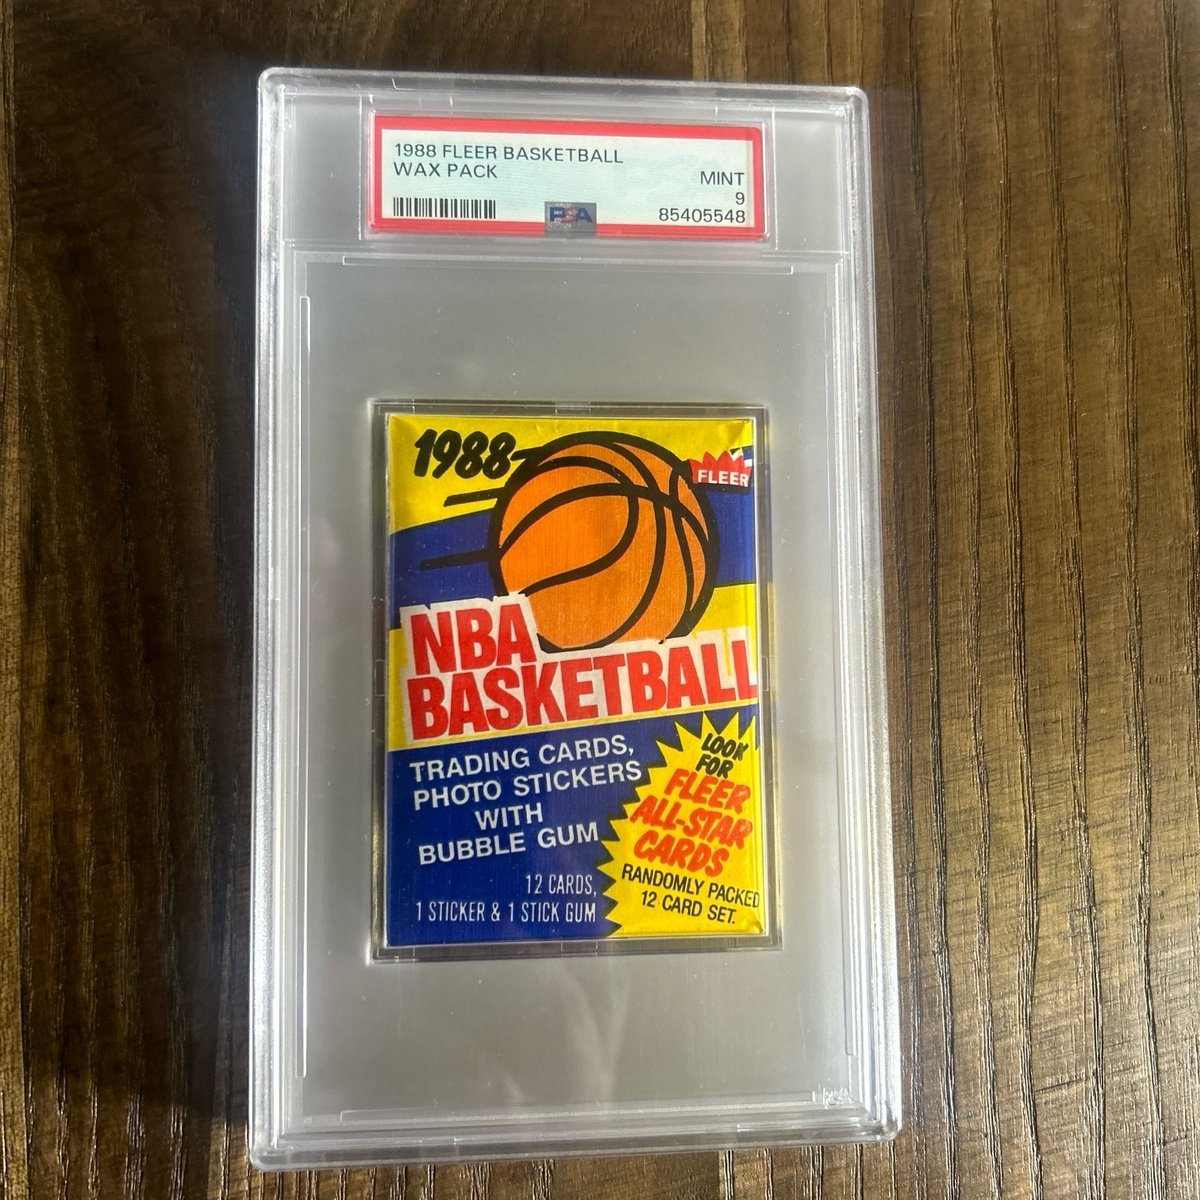 1988 FLEER BASKETBALL
WAX PACK
MINT
9
85405548
PSA
1988
FLEER
NBA
BASKETBALL
TRADING CARDS,
PHOTO STICKERS
WITH
BUBBLE GUM
12 CARDS,
1 STICKER & 1 STICK GUM
LOOK
FOR
FLEER
ALL-STAR
CARDS
RANDOMLY PACKED
12 CARD SET.